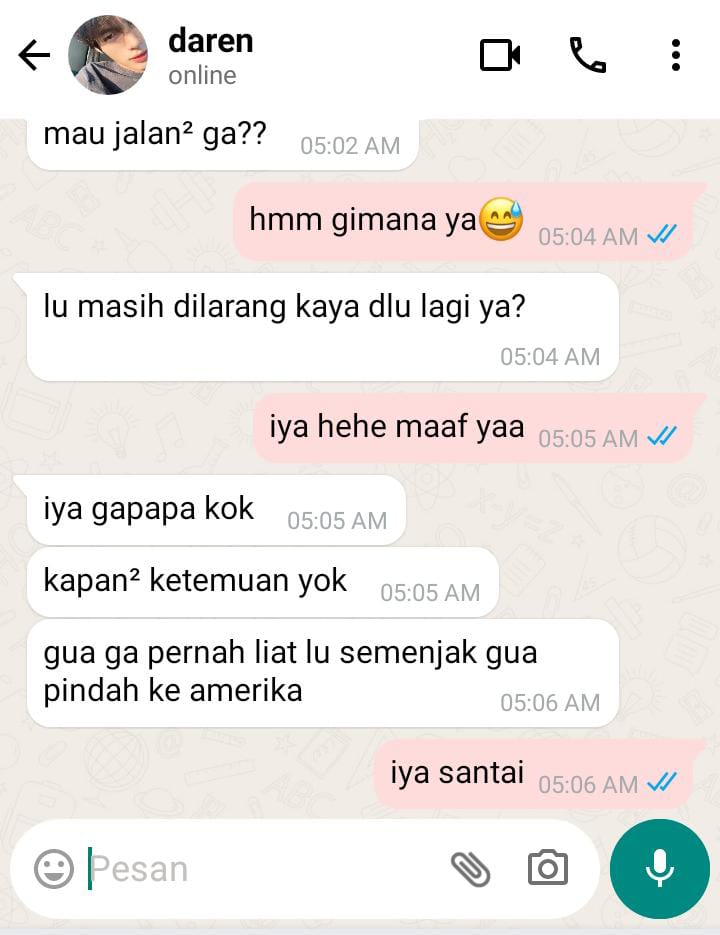 daren
online
mau jalan² ga?? 05:02 AM
hmm gimana ya😅 05:04 AM
lu masih dilarang kaya dlu lagi ya?
05:04 AM
iya hehe maaf yaa 05:05 AM
iya gapapa kok 05:05 AM
kapan² ketemuan yok 05:05 AM
gua ga pernah liat lu semenjak gua
pindah ke amerika 05:06 AM
iya santai 05:06 AM
Pesan